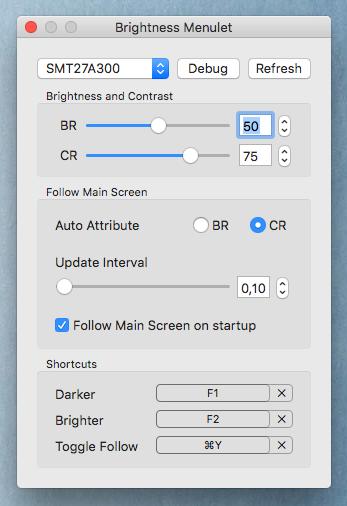 Brightness Menulet
SMT27A300 Debug Refresh
Brightness and Contrast
BR 50
CR 75
Follow Main Screen
Auto Attribute BR CR
Update Interval
0,10
Follow Main Screen on startup
Shortcuts
Darker F1 ×
Brighter F2 ×
Toggle Follow ⌘Y ×